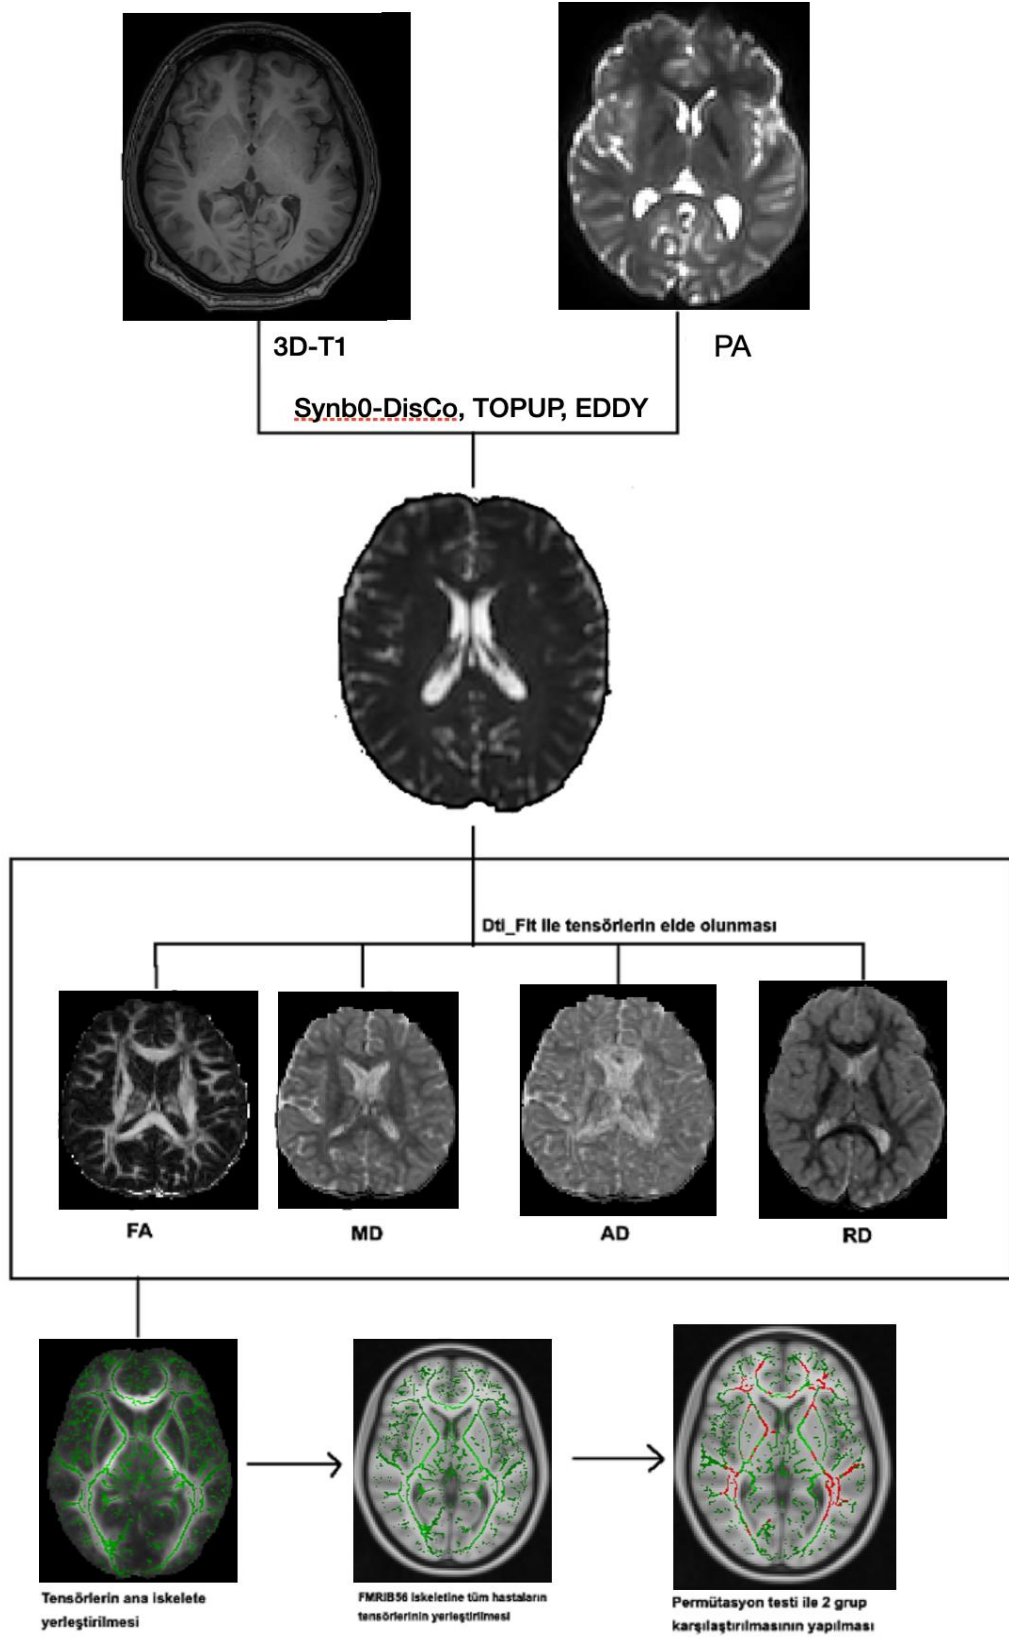 3D-T1
PA
Synb0-DisCo, TOPUP, EDDY
Dti_Fit ile tensörlerin elde olunması
FA
MD
AD
RD
Tensörlerin ana iskelete
yerleştirilmesi
FMRIB56 iskeletine tüm hastaların
tensörlerinin yerleştirilmesi
Permütasyon testi ile 2 grup
karşılaştırılmasının yapılması